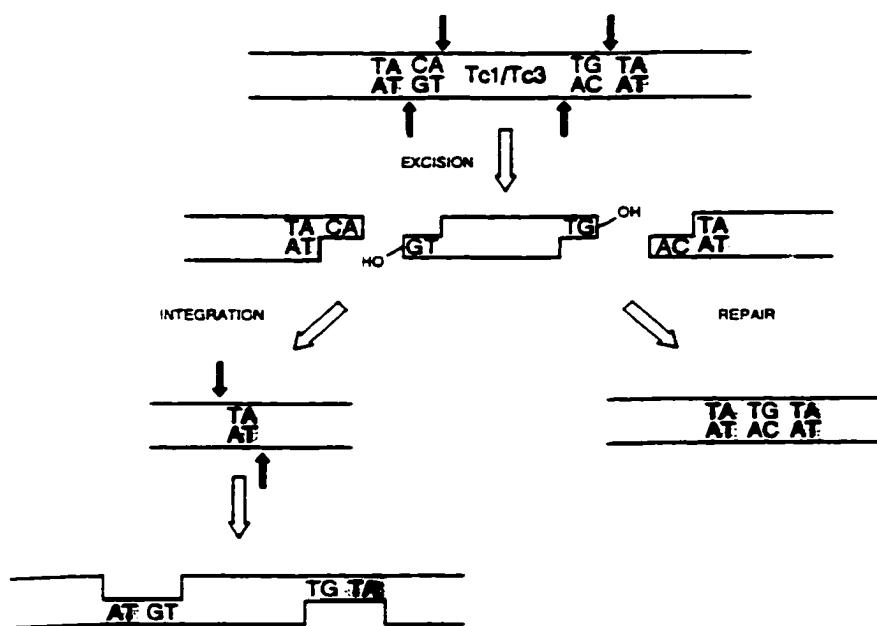 TA CA Tc1/Tc3 TG TA
AT GT AC AT
EXCISION
TA CA TG OH TA
AT HO GT AC AT
INTEGRATION REPAIR
TA
AT
TA TG TA
AT AC AT
TG TA
AT GT